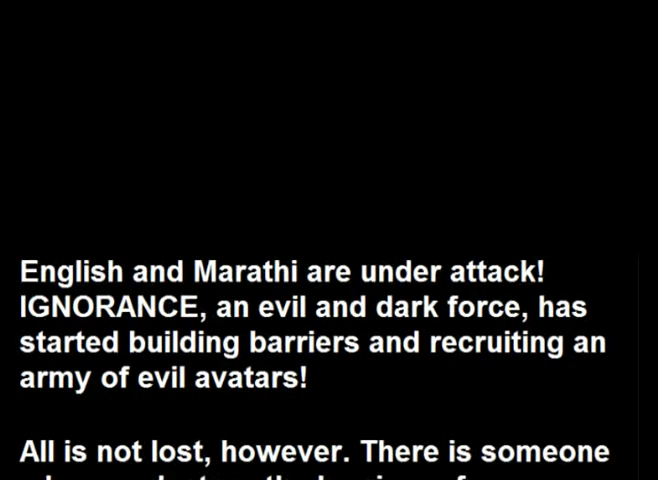 English and Marathi are under attack!
IGNORANCE, an evil and dark force, has
started building barriers and recruiting an
army of evil avatars!
All is not lost, however. There is someone